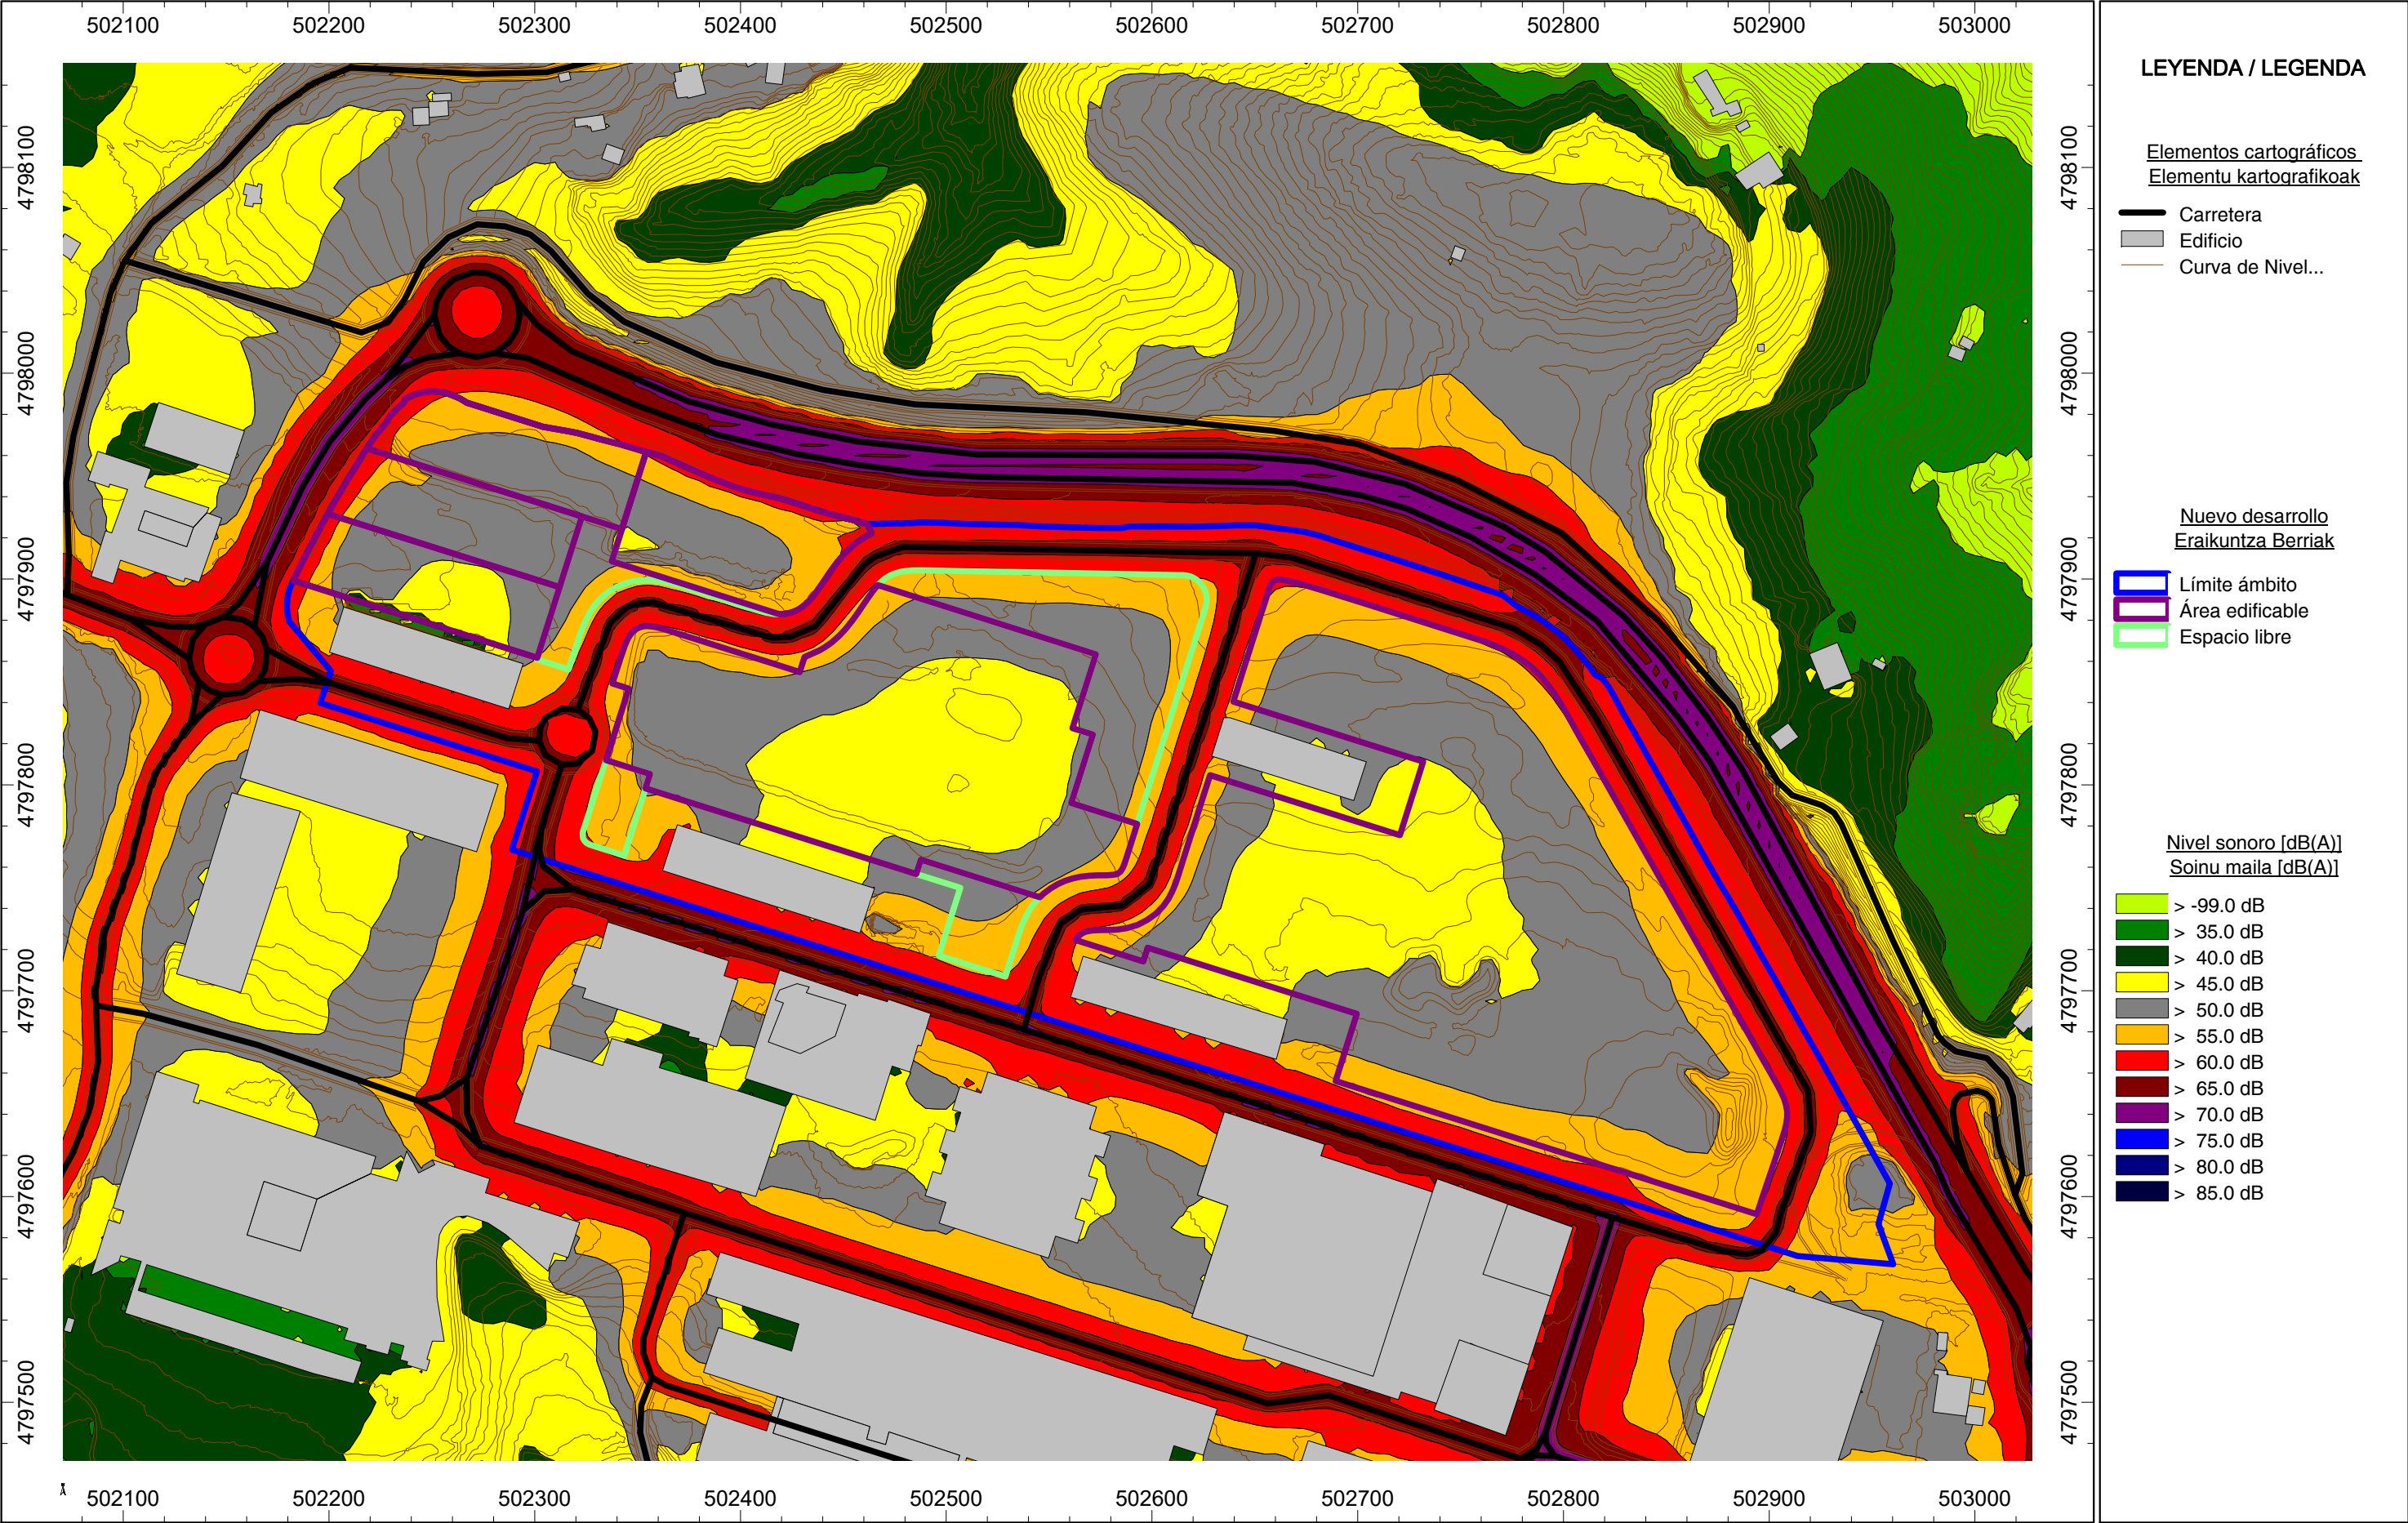 502100 502200 502300 502400 502500 502600 502700 502800 502900 503000
4798100
4798000
4797900
4797800
4797700
4797600
4797500
4798100
4798000
4797900
4797800
4797700
4797600
4797500
502100 502200 502300 502400 502500 502600 502700 502800 502900 503000
LEYENDA / LEGENDA
Elementos cartográficos
Elementu kartografikoak
Carretera
Edificio
Curva de Nivel...
Nuevo desarrollo
Eraikuntza Berriak
Límite ámbito
Área edificable
Espacio libre
Nivel sonoro [dB(A)]
Soinu maila [dB(A)]
> -99.0 dB
> 35.0 dB
> 40.0 dB
> 45.0 dB
> 50.0 dB
> 55.0 dB
> 60.0 dB
> 65.0 dB
> 70.0 dB
> 75.0 dB
> 80.0 dB
> 85.0 dB